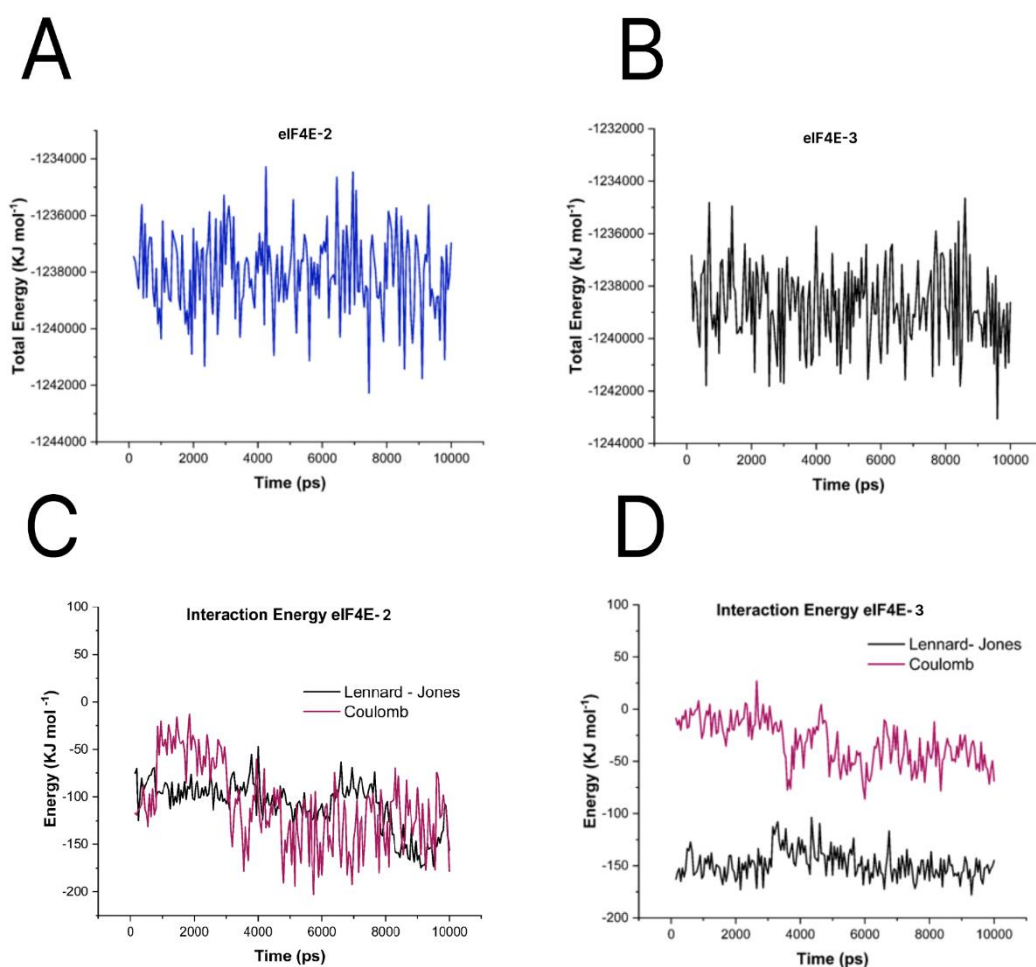 A
B
eIF4E-2
eIF4E-3
Total Energy (KJ mol⁻¹)
-1234000
-1236000
-1238000
-1240000
-1242000
-1244000
0 2000 4000 6000 8000 10000
Time (ps)
Total Energy (kJ mol⁻¹)
-1232000
-1234000
-1236000
-1238000
-1240000
-1242000
-1244000
0 2000 4000 6000 8000 10000
Time (ps)
C
D
Interaction Energy eIF4E-2
Lennard - Jones
Coulomb
Energy (KJ mol⁻¹)
100
50
0
-50
-100
-150
-200
0 2000 4000 6000 8000 10000
Time (ps)
Interaction Energy eIF4E-3
Lennard- Jones
Coulomb
Energy (KJ mol⁻¹)
100
50
0
-50
-100
-150
-200
0 2000 4000 6000 8000 10000
Time (ps)